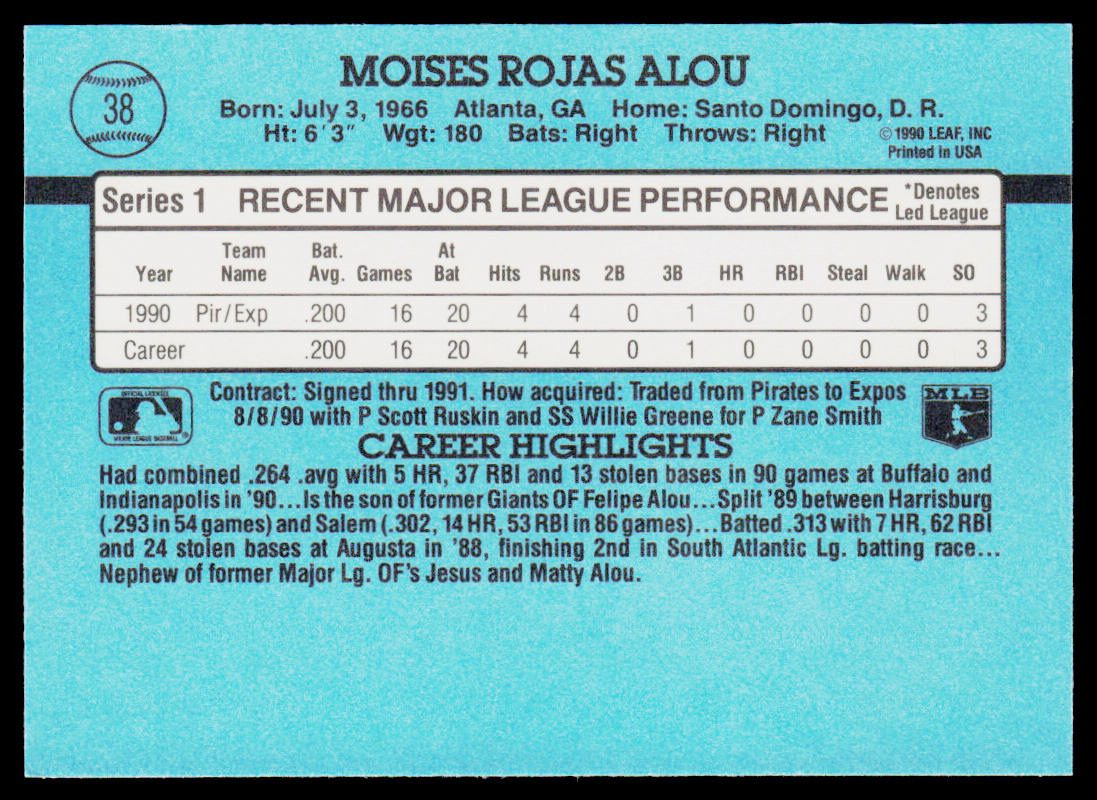 38
MOISES ROJAS ALOU
Born: July 3, 1966 Atlanta, GA Home: Santo Domingo, D. R.
Ht: 6'3" Wgt: 180 Bats: Right Throws: Right
© 1990 LEAF, INC
Printed in USA
Series 1 RECENT MAJOR LEAGUE PERFORMANCE *Denotes Led League
Year Team Name Bat. Avg. Games At Bat Hits Runs 2B 3B HR RBI Steal Walk SO
1990 Pir/Exp .200 16 20 4 4 0 1 0 0 0 0 3
Career .200 16 20 4 4 0 1 0 0 0 0 3
OFFICIAL LICENSEE
MAJOR LEAGUE BASEBALL
®
Contract: Signed thru 1991. How acquired: Traded from Pirates to Expos
8/8/90 with P Scott Ruskin and SS Willie Greene for P Zane Smith
MLB
CAREER HIGHLIGHTS
Had combined .264 .avg with 5 HR, 37 RBI and 13 stolen bases in 90 games at Buffalo and
Indianapolis in '90...Is the son of former Giants OF Felipe Alou...Split '89 between Harrisburg
(.293 in 54 games) and Salem (.302, 14 HR, 53 RBI in 86 games)...Batted .313 with 7 HR, 62 RBI
and 24 stolen bases at Augusta in '88, finishing 2nd in South Atlantic Lg. batting race...
Nephew of former Major Lg. OF's Jesus and Matty Alou.